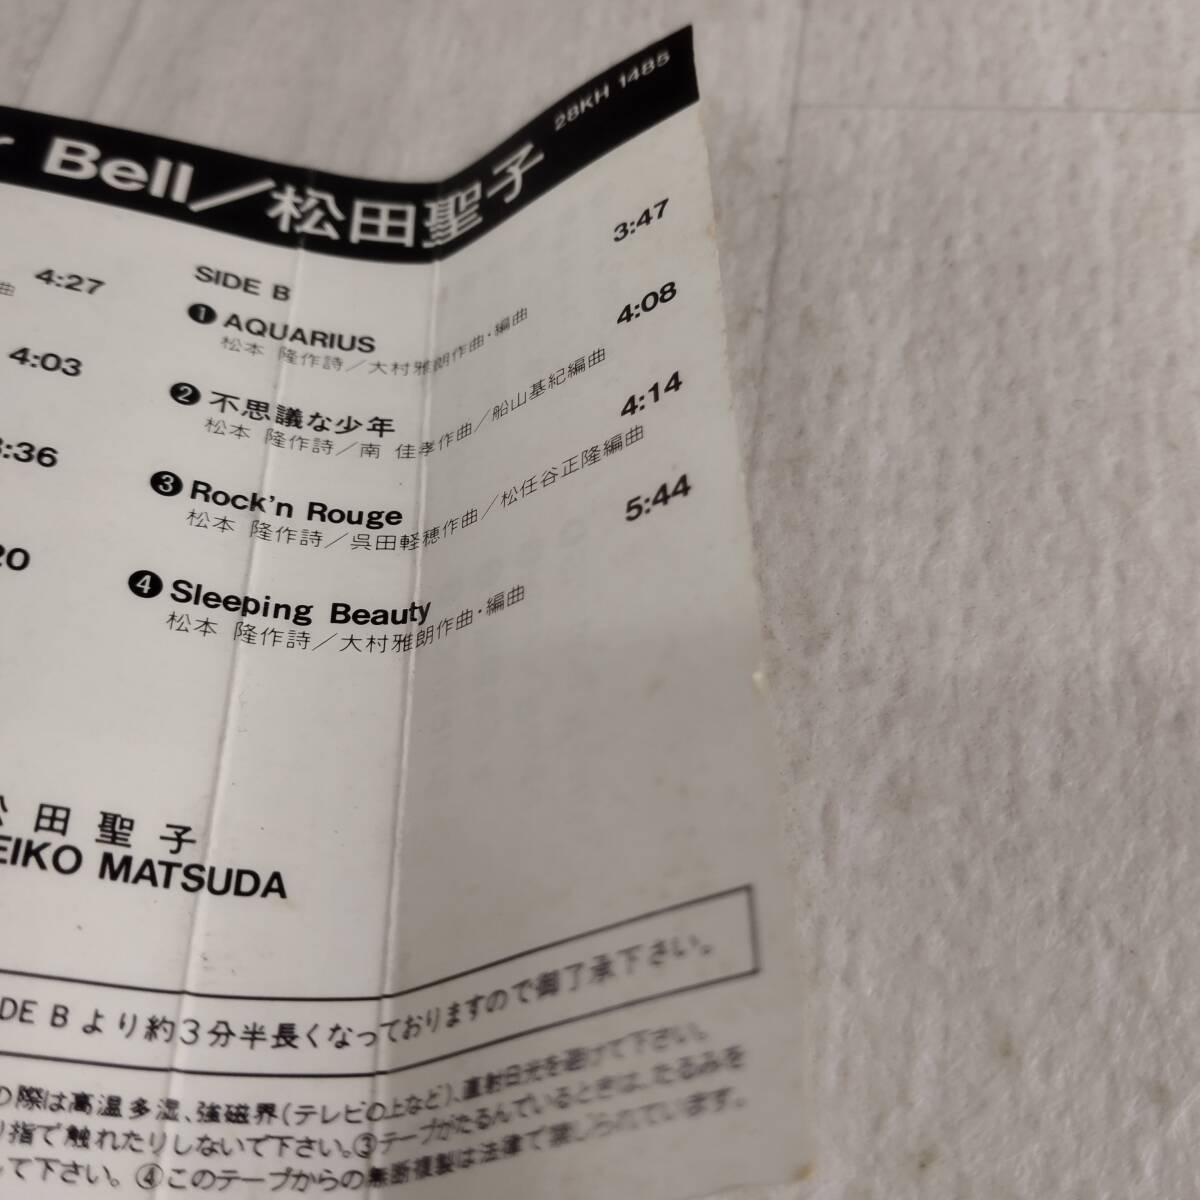 Bell/松田聖子 28KH 1485
曲 4:27
4:03
3:36
20
SIDE B
❶ AQUARIUS 3:47
松本 隆作詩/大村雅朗作曲・編曲
❷ 不思議な少年 4:08
松本 隆作詩/南 佳孝作曲/船山基紀編曲
❸ Rock'n Rouge 4:14
松本 隆作詩/呉田軽穂作曲/松任谷正隆編曲
❹ Sleeping Beauty 5:44
松本 隆作詩/大村雅朗作曲・編曲
松田聖子
EIKO MATSUDA
DE B より約3分半長くなっておりますので御了承下さい。
の際は高温多湿、強磁界(テレビの上など)、直射日光を避けて下さい。
り指で触れたりしないで下さい。③テープがたるんでいるときは、たるみを
して下さい。④このテープからの無断複製は法律で禁じられています。